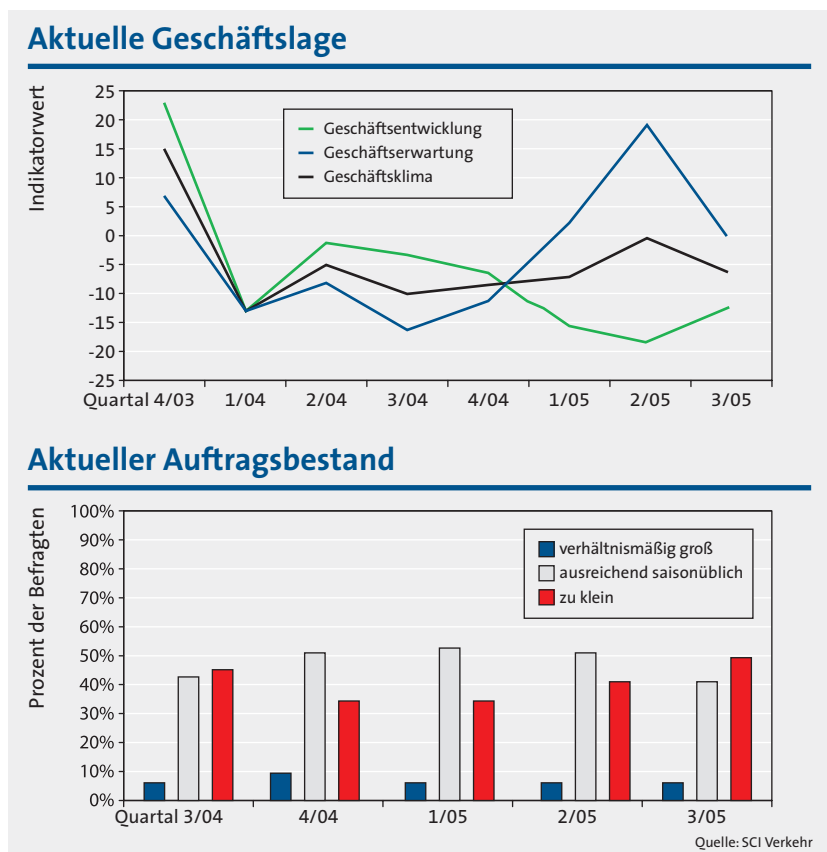 Aktuelle Geschäftslage
Indikatorwert
25
20
15
10
5
0
-5
-10
-15
-20
-25
Geschäftsentwicklung
Geschäftserwartung
Geschäftsklima
Quartal 4/03 1/04 2/04 3/04 4/04 1/05 2/05 3/05
Aktueller Auftragsbestand
Prozent der Befragten
100%
90%
80%
70%
60%
50%
40%
30%
20%
10%
0%
verhältnismäßig groß
ausreichend saisonüblich
zu klein
Quartal 3/04 4/04 1/05 2/05 3/05
Quelle: SCI Verkehr